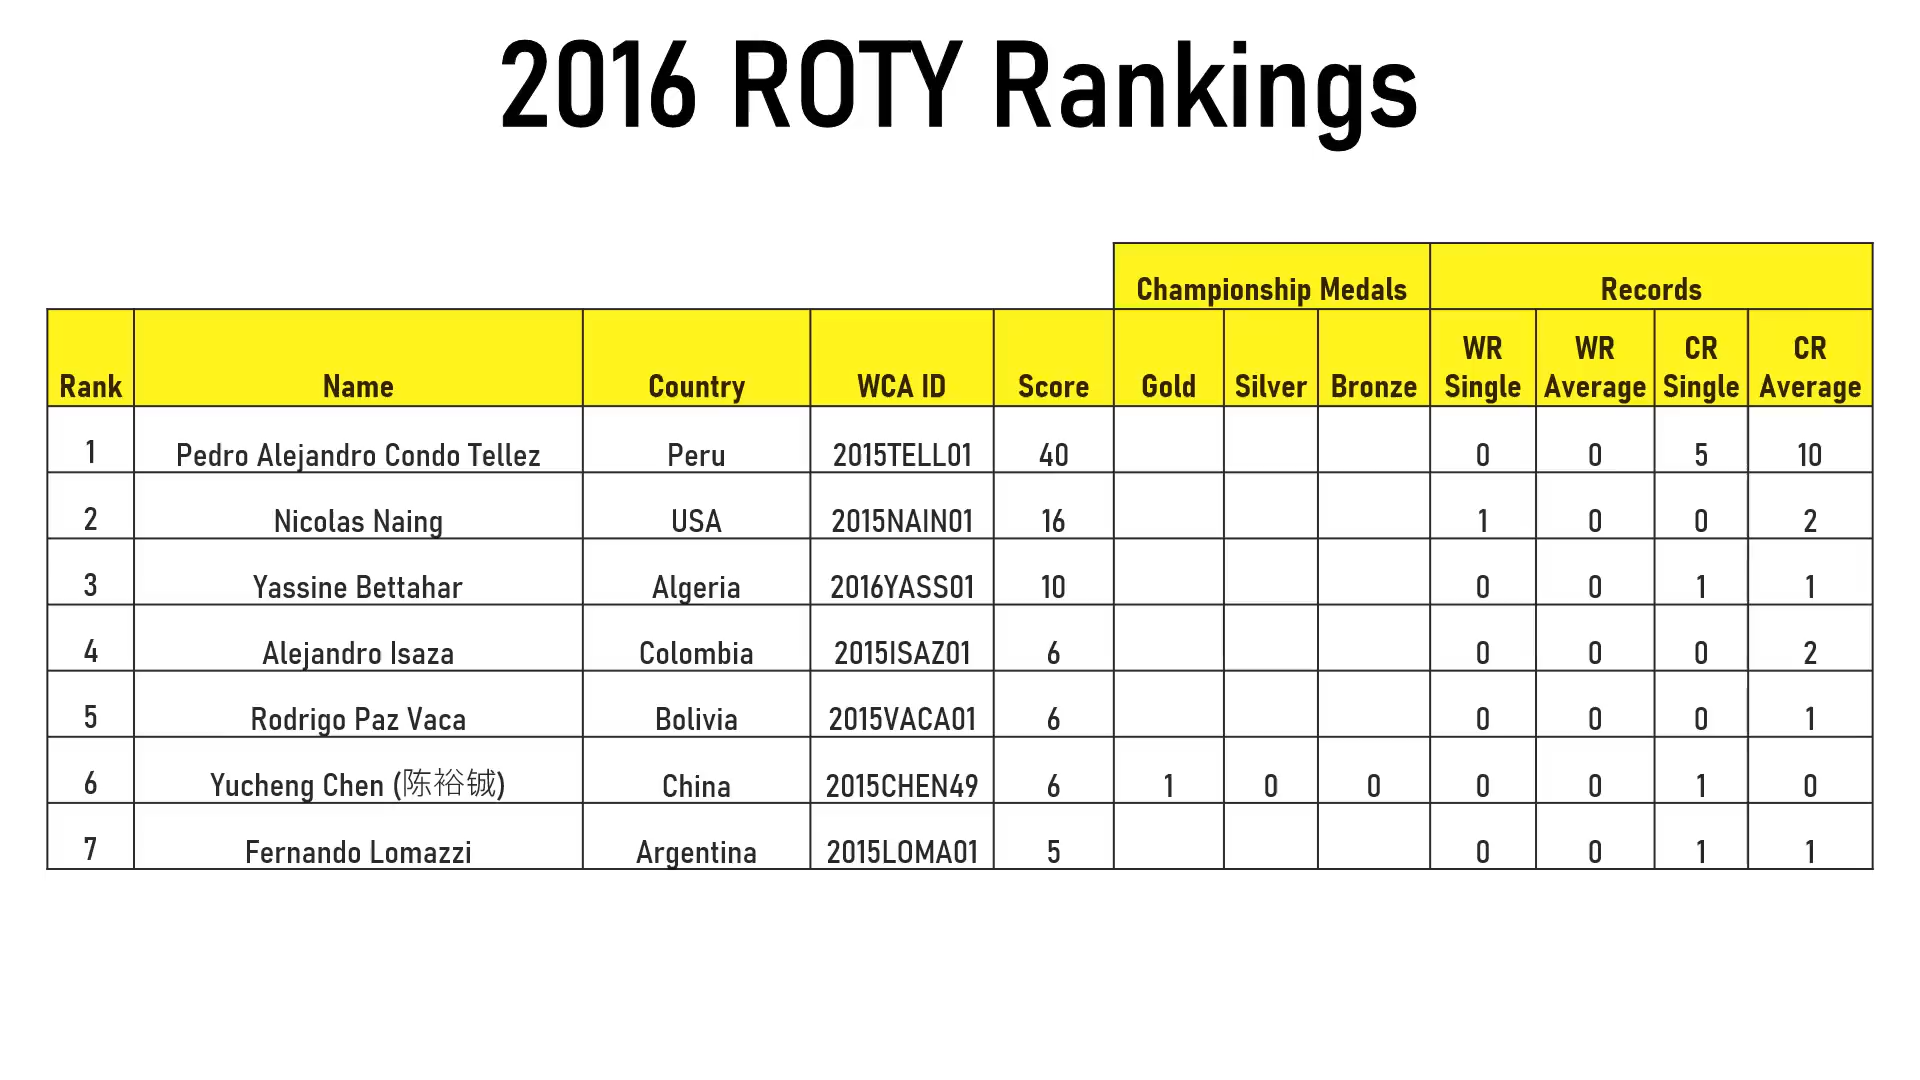 2016 ROTY Rankings
Championship Medals Records
Rank Name Country WCA ID Score Gold Silver Bronze WR Single WR Average CR Single CR Average
1 Pedro Alejandro Condo Tellez Peru 2015TELL01 40 0 0 5 10
2 Nicolas Naing USA 2015NAIN01 16 1 0 0 2
3 Yassine Bettahar Algeria 2016YASS01 10 0 0 1 1
4 Alejandro Isaza Colombia 2015ISAZ01 6 0 0 0 2
5 Rodrigo Paz Vaca Bolivia 2015VACA01 6 0 0 0 1
6 Yucheng Chen (陈裕铖) China 2015CHEN49 6 1 0 0 0 0 1 0
7 Fernando Lomazzi Argentina 2015LOMA01 5 0 0 1 1